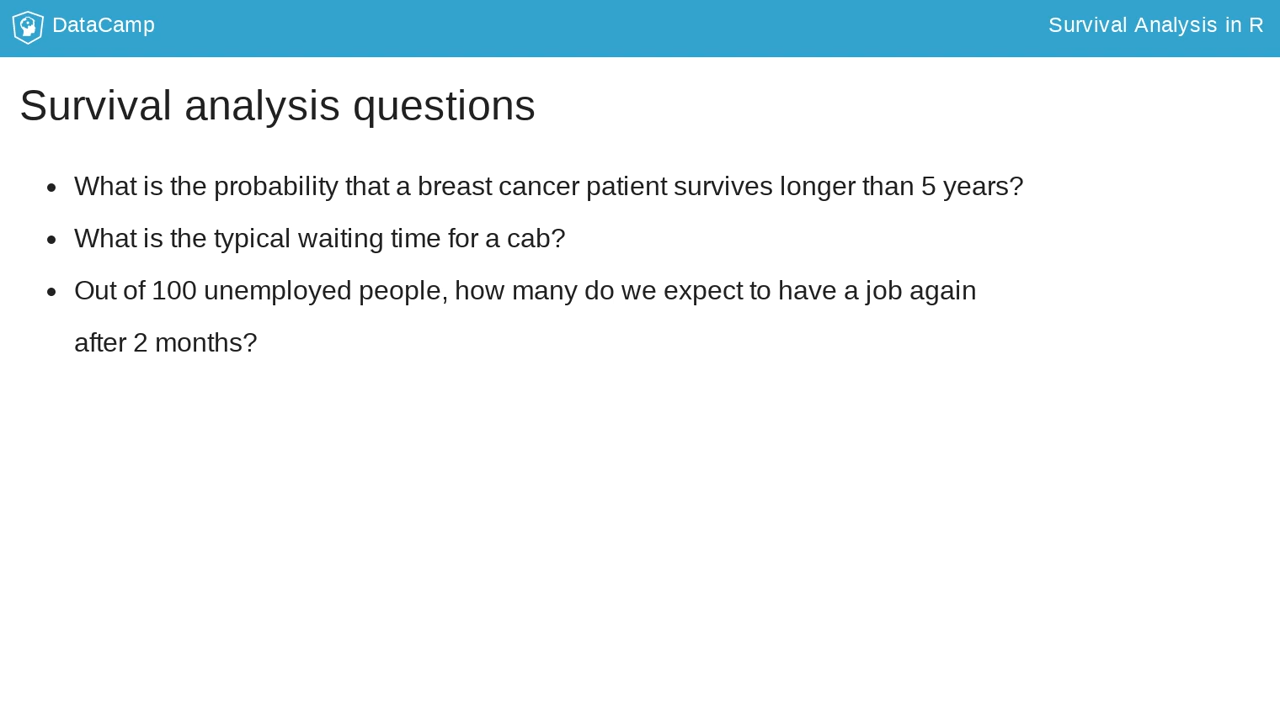 DataCamp
Survival Analysis in R
Survival analysis questions
• What is the probability that a breast cancer patient survives longer than 5 years?
• What is the typical waiting time for a cab?
• Out of 100 unemployed people, how many do we expect to have a job again
after 2 months?